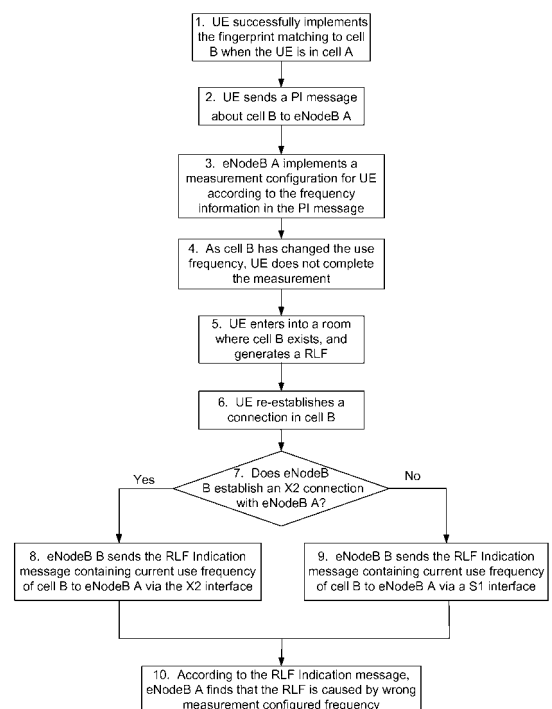 1. UE successfully implements
the fingerprint matching to cell
B when the UE is in cell A
2. UE sends a PI message
about cell B to eNodeB A
3. eNodeB A implements a
measurement configuration for UE
according to the frequency
information in the PI message
4. As cell B has changed the use
frequency, UE does not complete
the measurement
5. UE enters into a room
where cell B exists, and
generates a RLF
6. UE re-establishes a
connection in cell B
7. Does eNodeB
B establish an X2 connection
with eNodeB A?
Yes
No
8. eNodeB B sends the RLF Indication
message containing current use frequency
of cell B to eNodeB A via the X2 interface
9. eNodeB B sends the RLF Indication
message containing current use frequency
of cell B to eNodeB A via a S1 interface
10. According to the RLF Indication message,
eNodeB A finds that the RLF is caused by wrong
measurement configured frequency